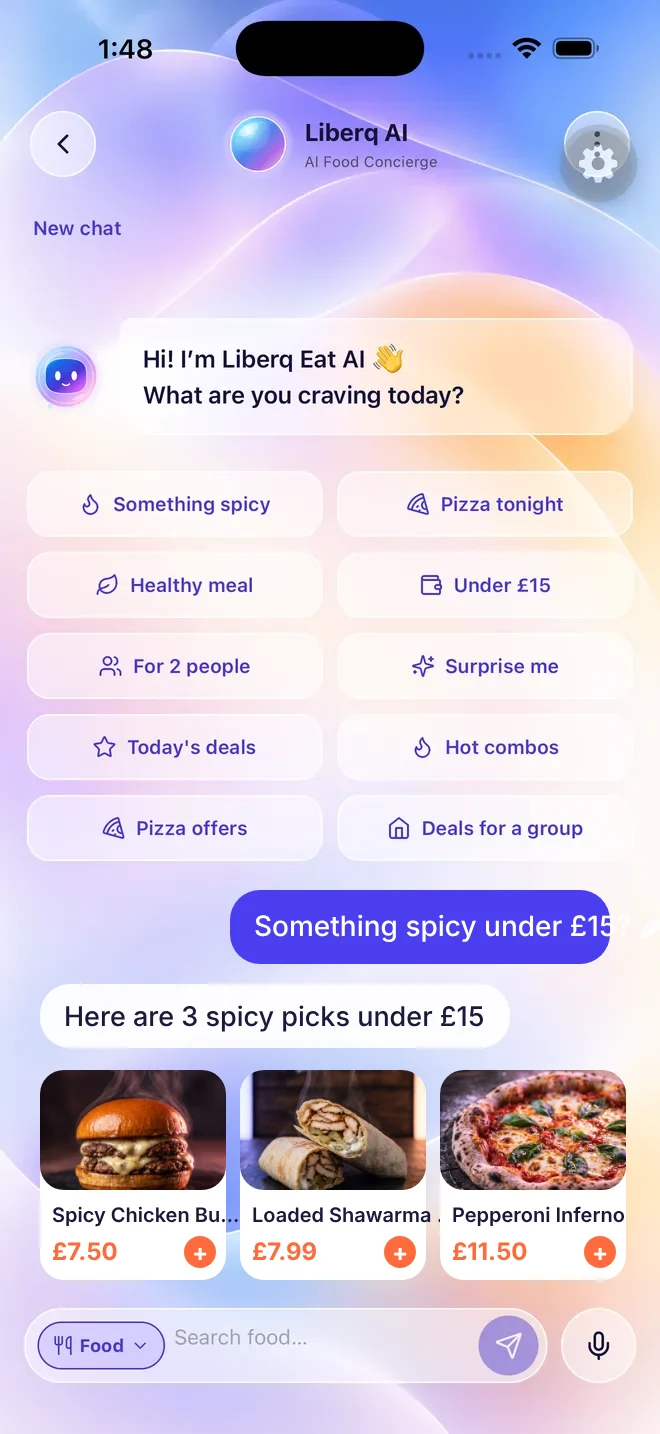 1:48
Liberq AI
AI Food Concierge
New chat
Hi! I’m Liberq Eat AI 👋
What are you craving today?
Something spicy
Pizza tonight
Healthy meal
Under £15
For 2 people
Surprise me
Today's deals
Hot combos
Pizza offers
Deals for a group
Something spicy under £15?
Here are 3 spicy picks under £15
Spicy Chicken Bu...
Loaded Shawarma .
Pepperoni Inferno
£7.50
£7.99
£11.50
Food
Search food...